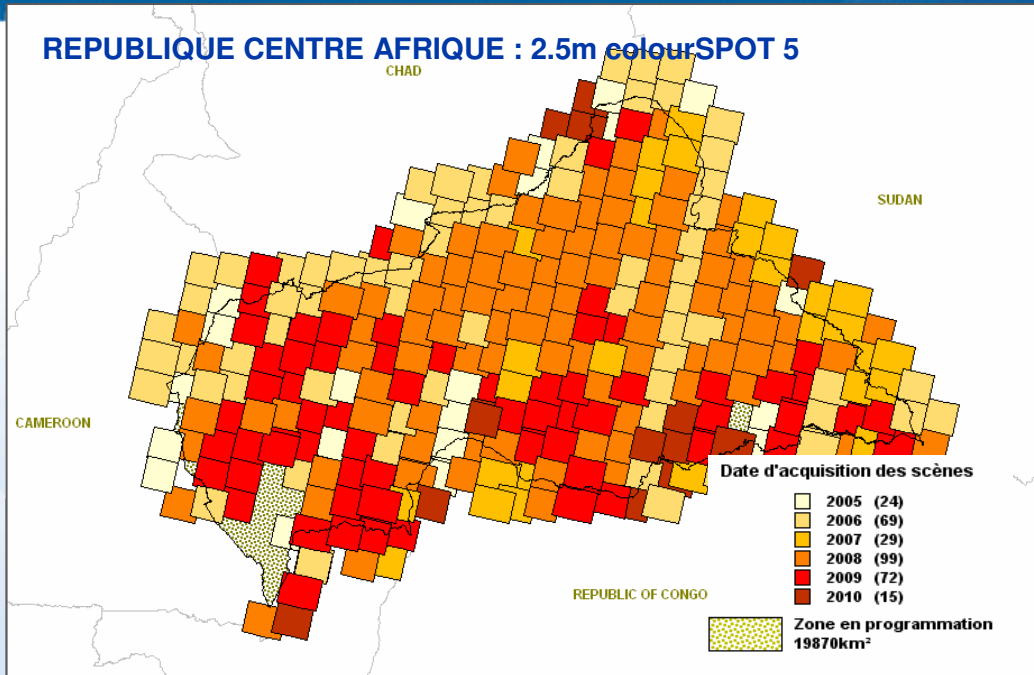 REPUBLIQUE CENTRE AFRIQUE : 2.5m colourSPOT 5
CHAD
SUDAN
CAMEROON
Date d'acquisition des scènes
2005 (24)
2006 (69)
2007 (29)
2008 (99)
2009 (72)
2010 (15)
REPUBLIC OF CONGO
Zone en programmation
19870km²